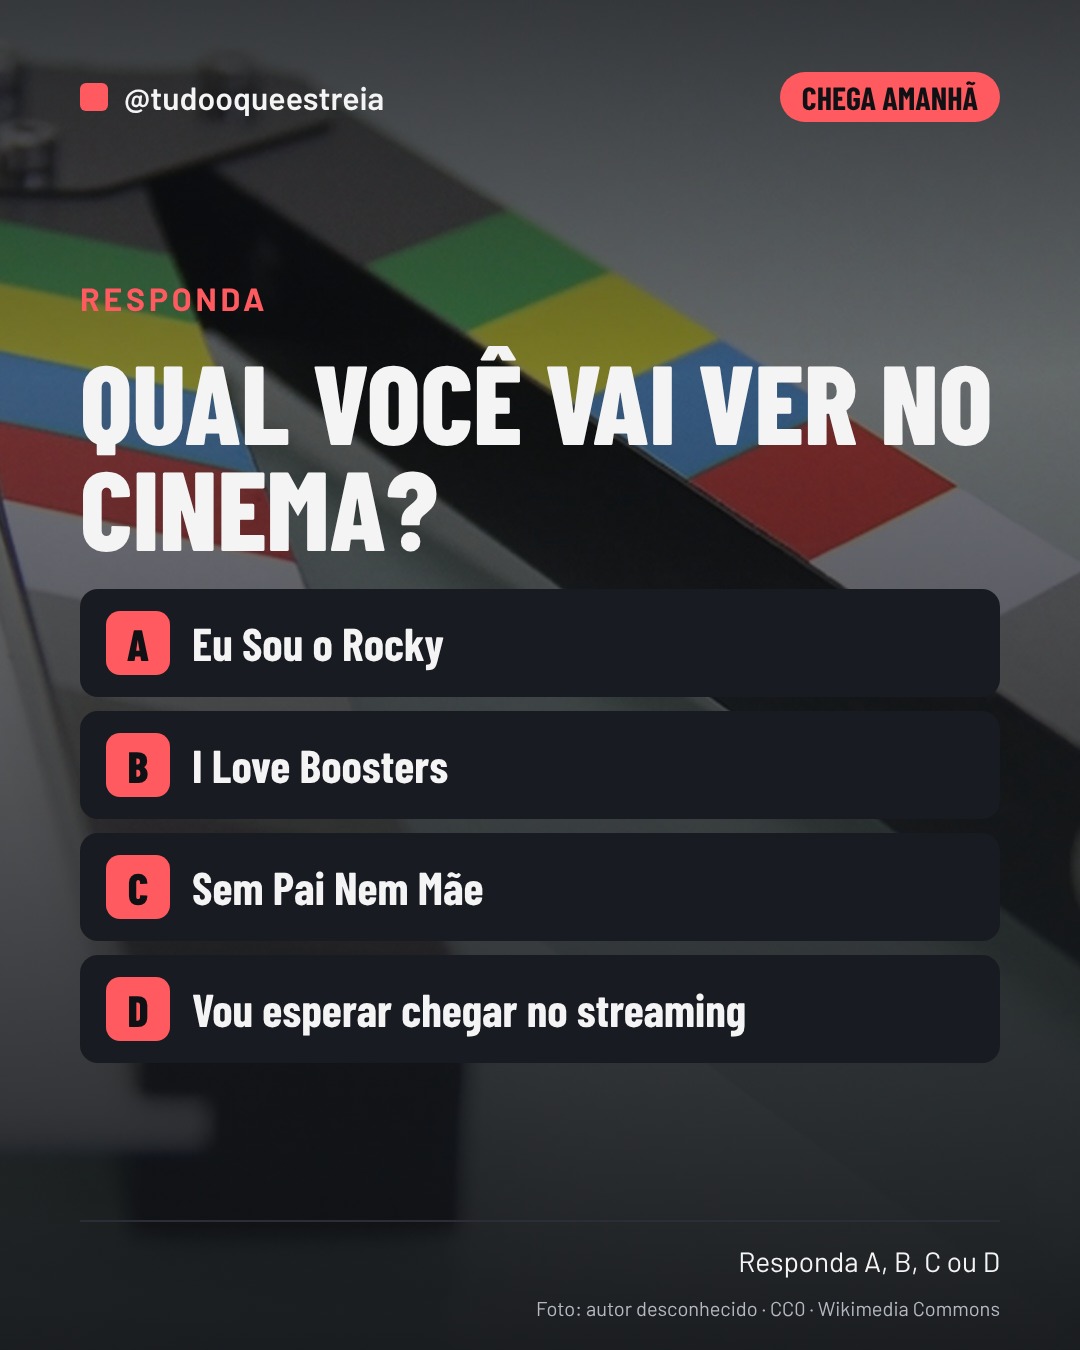 @tudooqueestreia
CHEGA AMANHÃ
RESPONDA
QUAL VOCÊ VAI VER NO
CINEMA?
A Eu Sou o Rocky
B I Love Boosters
C Sem Pai Nem Mãe
D Vou esperar chegar no streaming
Responda A, B, C ou D
Foto: autor desconhecido · CC0 · Wikimedia Commons